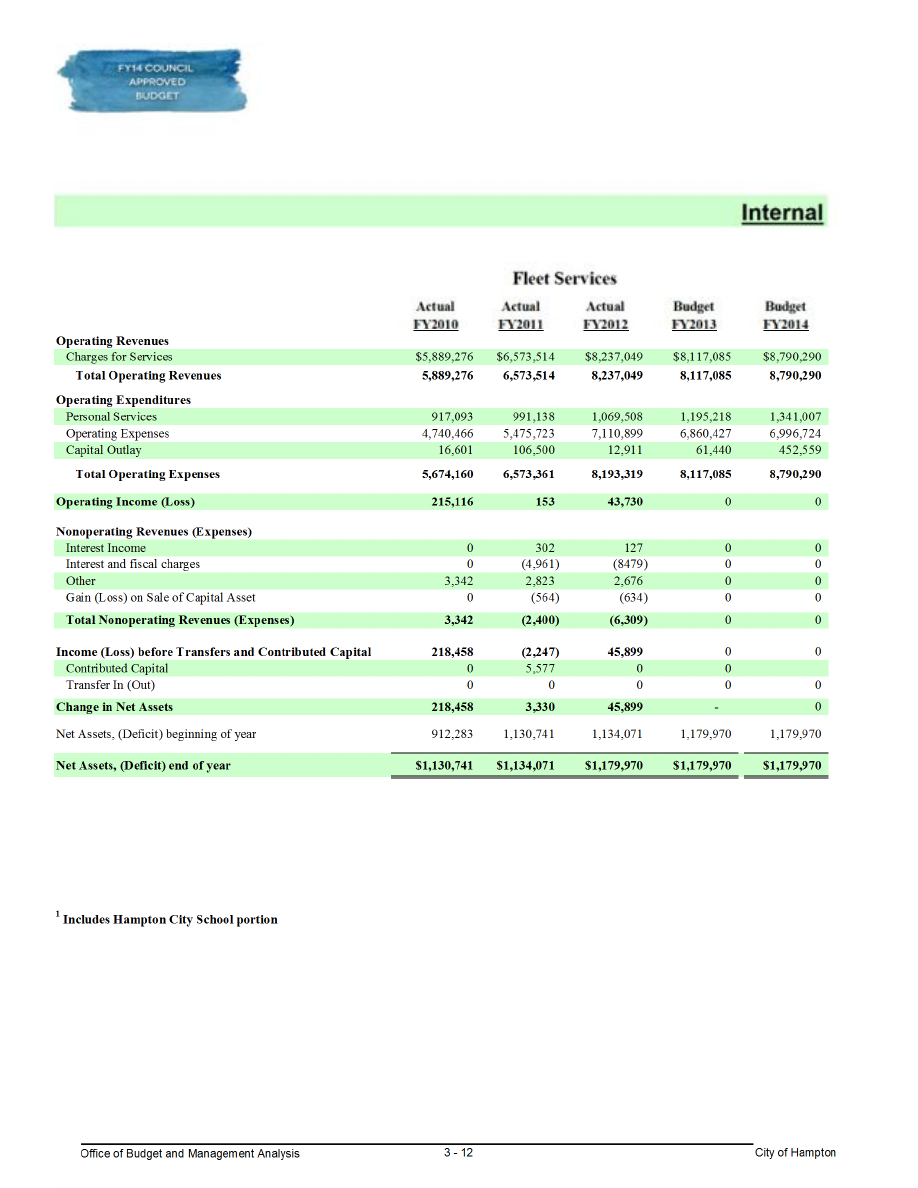 FY14 COUNCIL
APPROVED
BUDGET
Internal
Fleet Services
Actual Actual Actual Budget Budget
FY2010 FY2011 FY2012 FY2013 FY2014
Operating Revenues
Charges for Services $5,889,276 $6,573,514 $8,237,049 $8,117,085 $8,790,290
Total Operating Revenues 5,889,276 6,573,514 8,237,049 8,117,085 8,790,290
Operating Expenditures
Personal Services 917,093 991,138 1,069,508 1,195,218 1,341,007
Operating Expenses 4,740,466 5,475,723 7,110,899 6,860,427 6,996,724
Capital Outlay 16,601 106,500 12,911 61,440 452,559
Total Operating Expenses 5,674,160 6,573,361 8,193,319 8,117,085 8,790,290
Operating Income (Loss) 215,116 153 43,730 0 0
Nonoperating Revenues (Expenses)
Interest Income 0 302 127 0 0
Interest and fiscal charges 0 (4,961) (8479) 0 0
Other 3,342 2,823 2,676 0 0
Gain (Loss) on Sale of Capital Asset 0 (564) (634) 0 0
Total Nonoperating Revenues (Expenses) 3,342 (2,400) (6,309) 0 0
Income (Loss) before Transfers and Contributed Capital 218,458 (2,247) 45,899 0 0
Contributed Capital 0 5,577 0 0
Transfer In (Out) 0 0 0 0 0
Change in Net Assets 218,458 3,330 45,899 - 0
Net Assets, (Deficit) beginning of year 912,283 1,130,741 1,134,071 1,179,970 1,179,970
Net Assets, (Deficit) end of year $1,130,741 $1,134,071 $1,179,970 $1,179,970 $1,179,970
1 Includes Hampton City School portion
Office of Budget and Management Analysis 3 - 12 City of Hampton